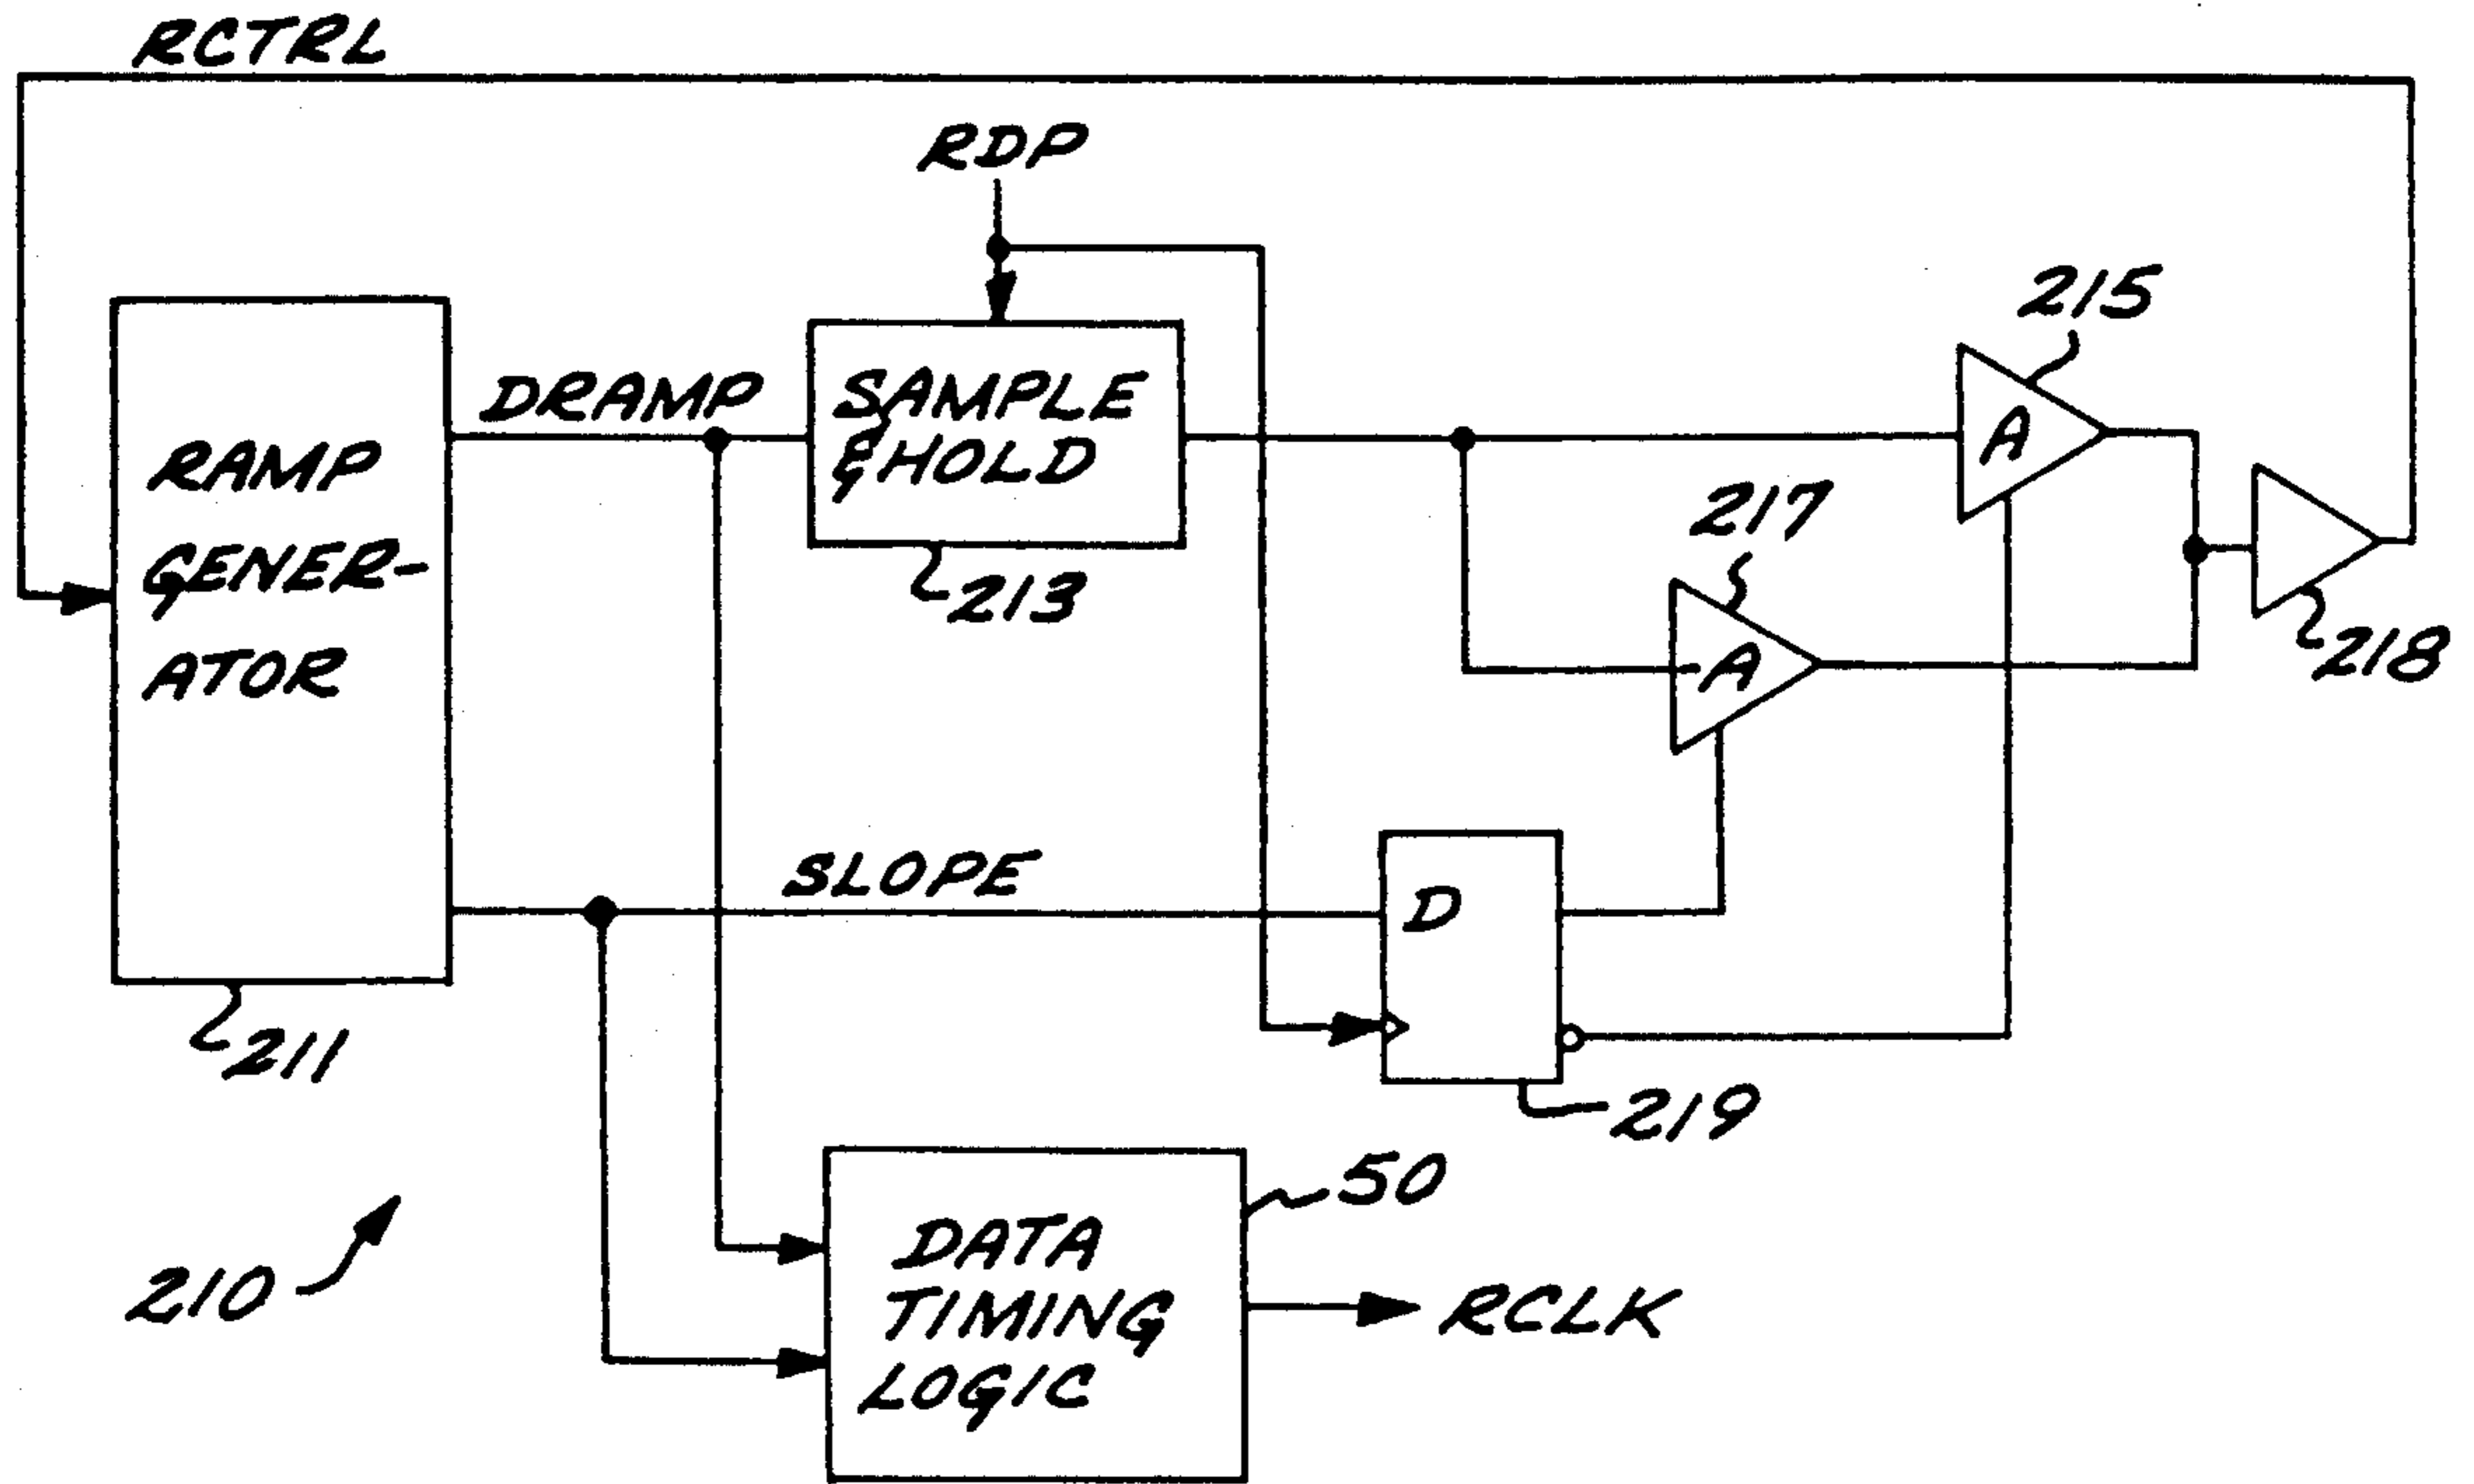 RCTRL
RDP
215
DRAMP
SAMPLE
& HOLD
A
RAMP
GENER-
ATOR
217
213
-A
218
SLOPE
D
211
219
50
DATA
TIMING
LOGIC
210
RCLK